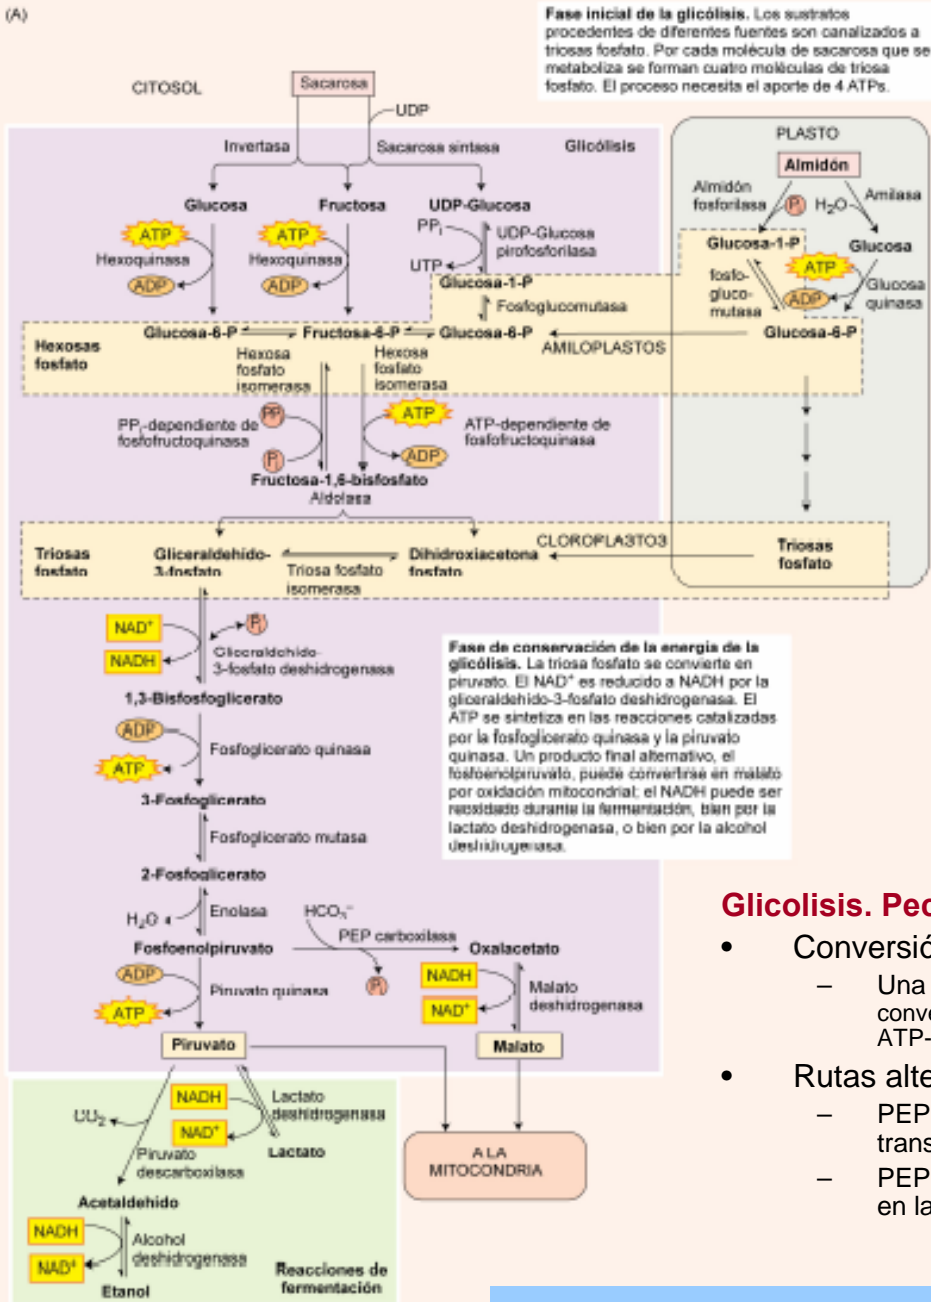 (A)
Fase inicial de la glicólisis. Los sustratos
procedentes de diferentes fuentes son canalizados a
triosas fosfato. Por cada molécula de sacarosa que se
metaboliza se forman cuatro moléculas de triosa
fosfato. El proceso necesita el aporte de 4 ATPs.
CITOSOL
Sacarosa
UDP
Invertasa
Sacarosa sintasa
Glicólisis
PLASTO
Almidón
Almidón
fosforilasa
Pi
H2O
Amilasa
Glucosa
Fructosa
UDP-Glucosa
ATP
Hexoquinasa
ADP
ATP
Hexoquinasa
ADP
PPi
UTP
UDP-Glucosa
pirofosforilasa
Glucosa-1-P
Fosfoglucomutasa
Glucosa-1-P
Glucosa
fosfo-
gluco-
mutasa
ATP
ADP
Glucosa
quinasa
Hexosas
fosfato
Glucosa-6-P
Fructosa-6-P
Glucosa-6-P
AMILOPLASTOS
Glucosa-6-P
Hexosa
fosfato
isomerasa
Hexosa
fosfato
isomerasa
PPi-dependiente de
fosfofructoquinasa
PPi
Pi
ATP
ADP
ATP-dependiente de
fosfofructoquinasa
Fructosa-1,6-bisfosfato
Aldolasa
Triosas
fosfato
Gliceraldehido-
3-fosfato
Triosa fosfato
isomerasa
Dihidroxiacetona
fosfato
CLOROPLASTOS
Triosas
fosfato
NAD+
NADH
Pi
Gliceraldehido-
3-fosfato deshidrogenasa
Fase de conservación de la energía de la
glicólisis. La triosa fosfato se convierte en
piruvato. El NAD+ es reducido a NADH por la
gliceraldehido-3-fosfato deshidrogenasa. El
ATP se sintetiza en las reacciones catalizadas
por la fosfoglicerato quinasa y la piruvato
quinasa. Un producto final alternativo, el
fosfoenolpiruvato, puede convertirse en malato
por oxidación mitocondrial; el NADH puede ser
reoxidado durante la fermentación, bien por la
lactato deshidrogenasa, o bien por la alcohol
deshidrogenasa.
1,3-Bisfosfoglicerato
ADP
ATP
Fosfoglicerato quinasa
3-Fosfoglicerato
Fosfoglicerato mutasa
2-Fosfoglicerato
H2O
Enolasa
HCO3−
Fosfoenolpiruvato
PEP carboxilasa
Oxalacetato
Pi
ADP
ATP
Piruvato quinasa
NADH
NAD+
Malato
deshidrogenasa
Piruvato
Malato
CO2
NADH
NAD+
Lactato
deshidrogenasa
Piruvato
descarboxilasa
Lactato
A LA
MITOCONDRIA
Acetaldehido
NADH
NAD+
Alcohol
deshidrogenasa
Etanol
Reacciones de
fermentación
Glicolisis. Pec
• Conversió
– Una
conve
ATP-
• Rutas alte
– PEP
trans
– PEP
en la